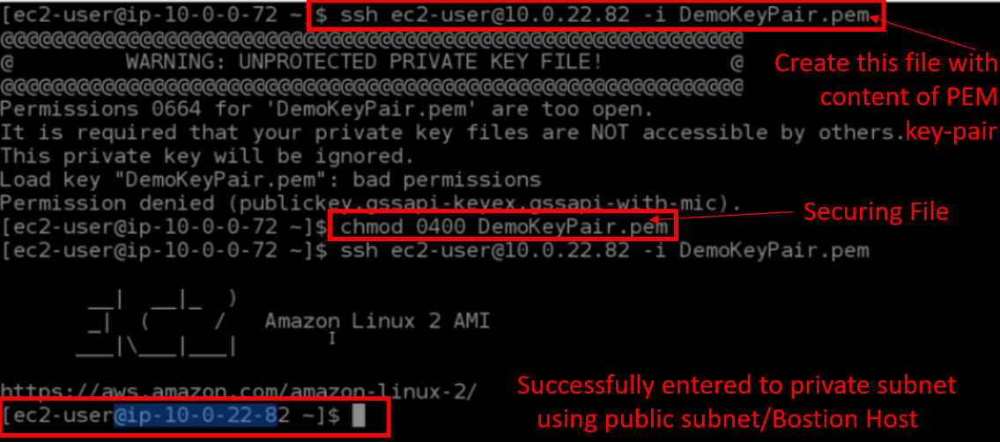 [ec2-user@ip-10-0-0-72 ~]$ ssh ec2-user@10.0.22.82 -i DemoKeyPair.pem
@@@@@@@@@@@@@@@@@@@@@@@@@@@@@@@@@@@@@@@@@@@@@@@@@@@@@@@@@@@
@         WARNING: UNPROTECTED PRIVATE KEY FILE!          @
@@@@@@@@@@@@@@@@@@@@@@@@@@@@@@@@@@@@@@@@@@@@@@@@@@@@@@@@@@@
Create this file with
content of PEM
key-pair
Permissions 0664 for 'DemoKeyPair.pem' are too open.
It is required that your private key files are NOT accessible by others.
This private key will be ignored.
Load key "DemoKeyPair.pem": bad permissions
Permission denied (publickey,gssapi-keyex,gssapi-with-mic).
[ec2-user@ip-10-0-0-72 ~]$ chmod 0400 DemoKeyPair.pem
Securing File
[ec2-user@ip-10-0-0-72 ~]$ ssh ec2-user@10.0.22.82 -i DemoKeyPair.pem
       __|  __|_  )
       _|  (     /   Amazon Linux 2 AMI
      ___|\___|___|
https://aws.amazon.com/amazon-linux-2/
[ec2-user@ip-10-0-22-82 ~]$
Successfully entered to private subnet
using public subnet/Bostion Host